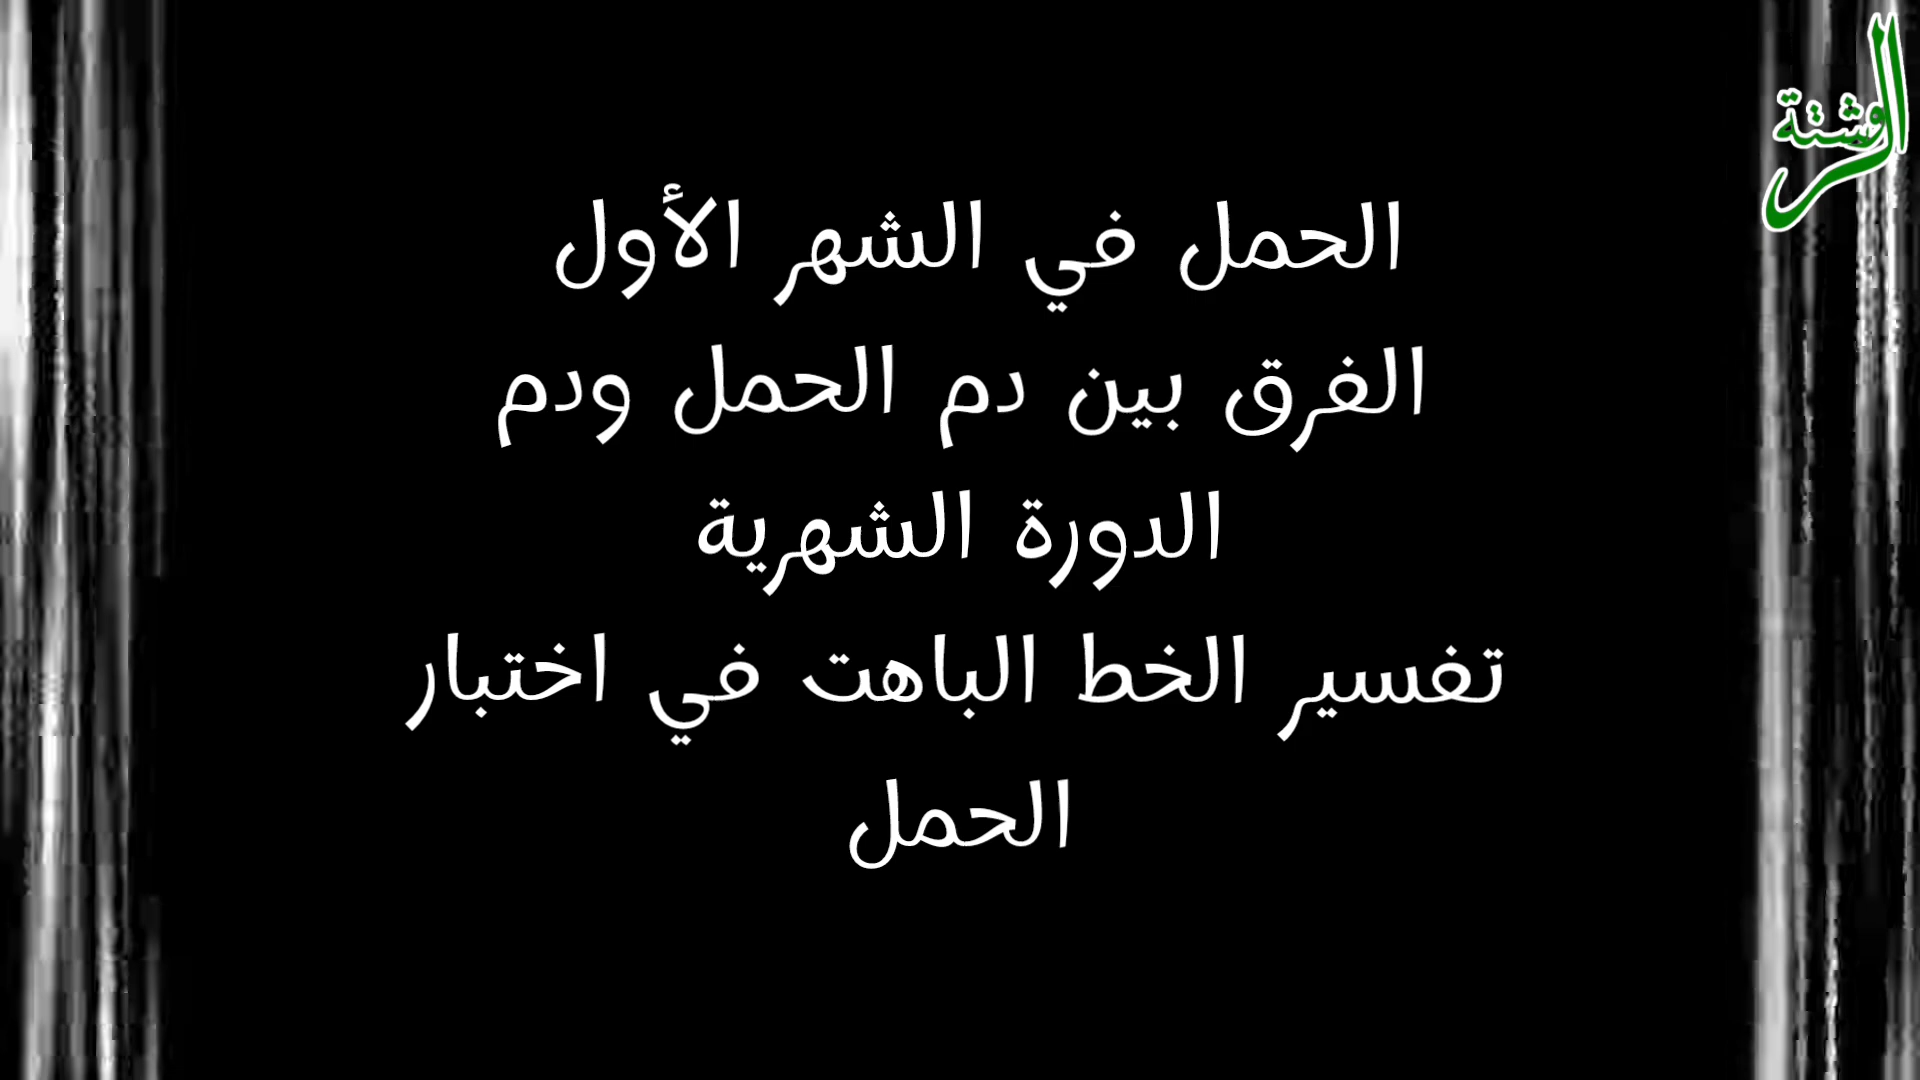 الروشتة
الحمل في الشهر الأول
الفرق بين دم الحمل ودم
الدورة الشهرية
تفسير الخط الباهت في اختبار
الحمل